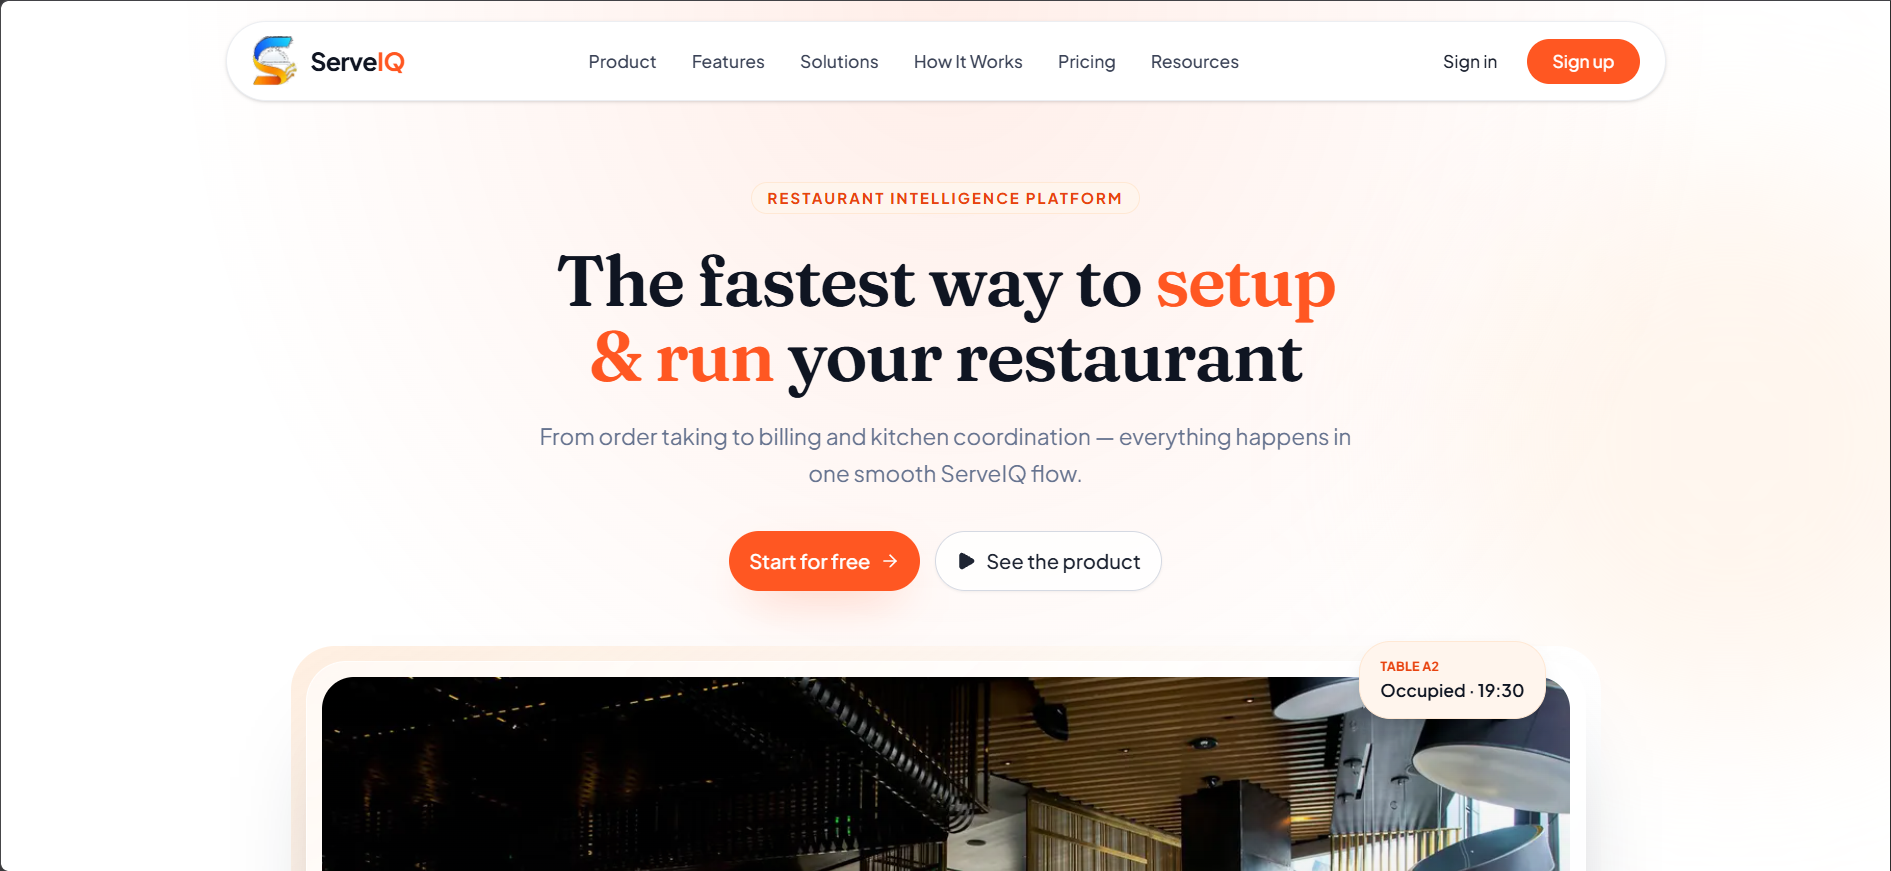 ServeIQ
Product
Features
Solutions
How It Works
Pricing
Resources
Sign in
Sign up
RESTAURANT INTELLIGENCE PLATFORM
The fastest way to setup
& run your restaurant
From order taking to billing and kitchen coordination — everything happens in
one smooth ServeIQ flow.
Start for free →
See the product
TABLE A2
Occupied · 19:30